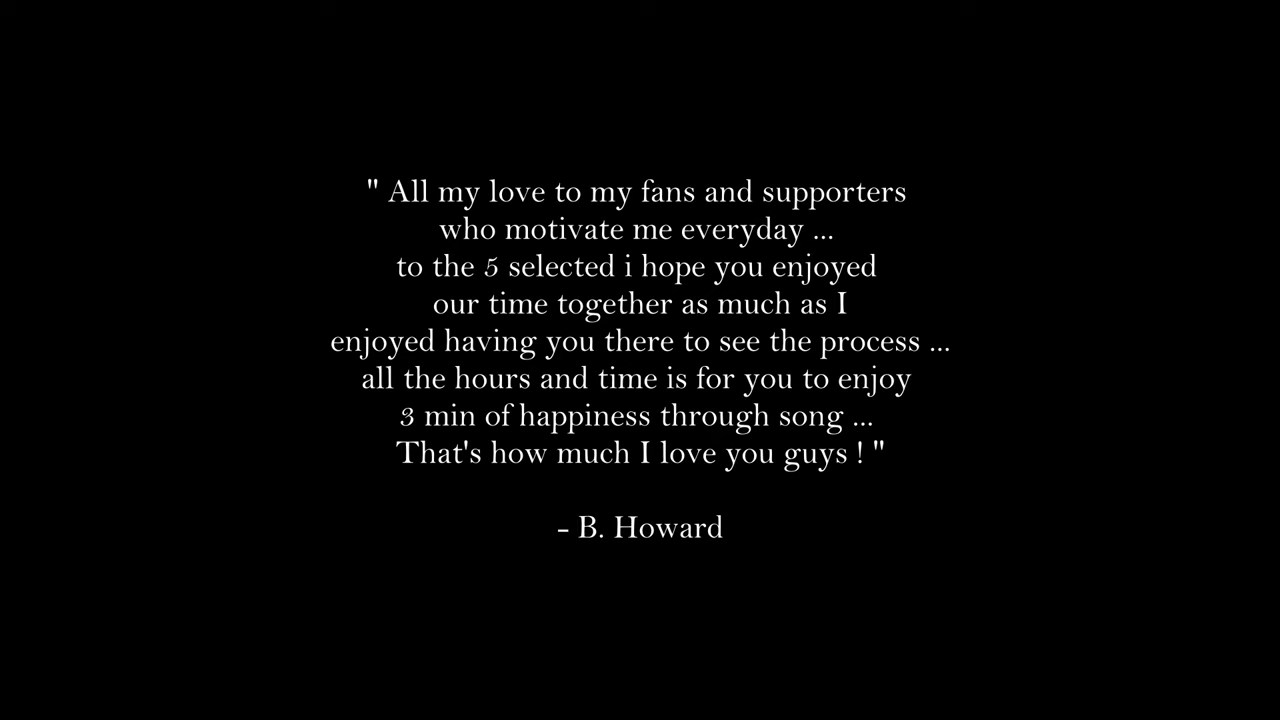 " All my love to my fans and supporters
who motivate me everyday ...
to the 5 selected i hope you enjoyed
our time together as much as I
enjoyed having you there to see the process ...
all the hours and time is for you to enjoy
3 min of happiness through song ...
That's how much I love you guys ! "
- B. Howard